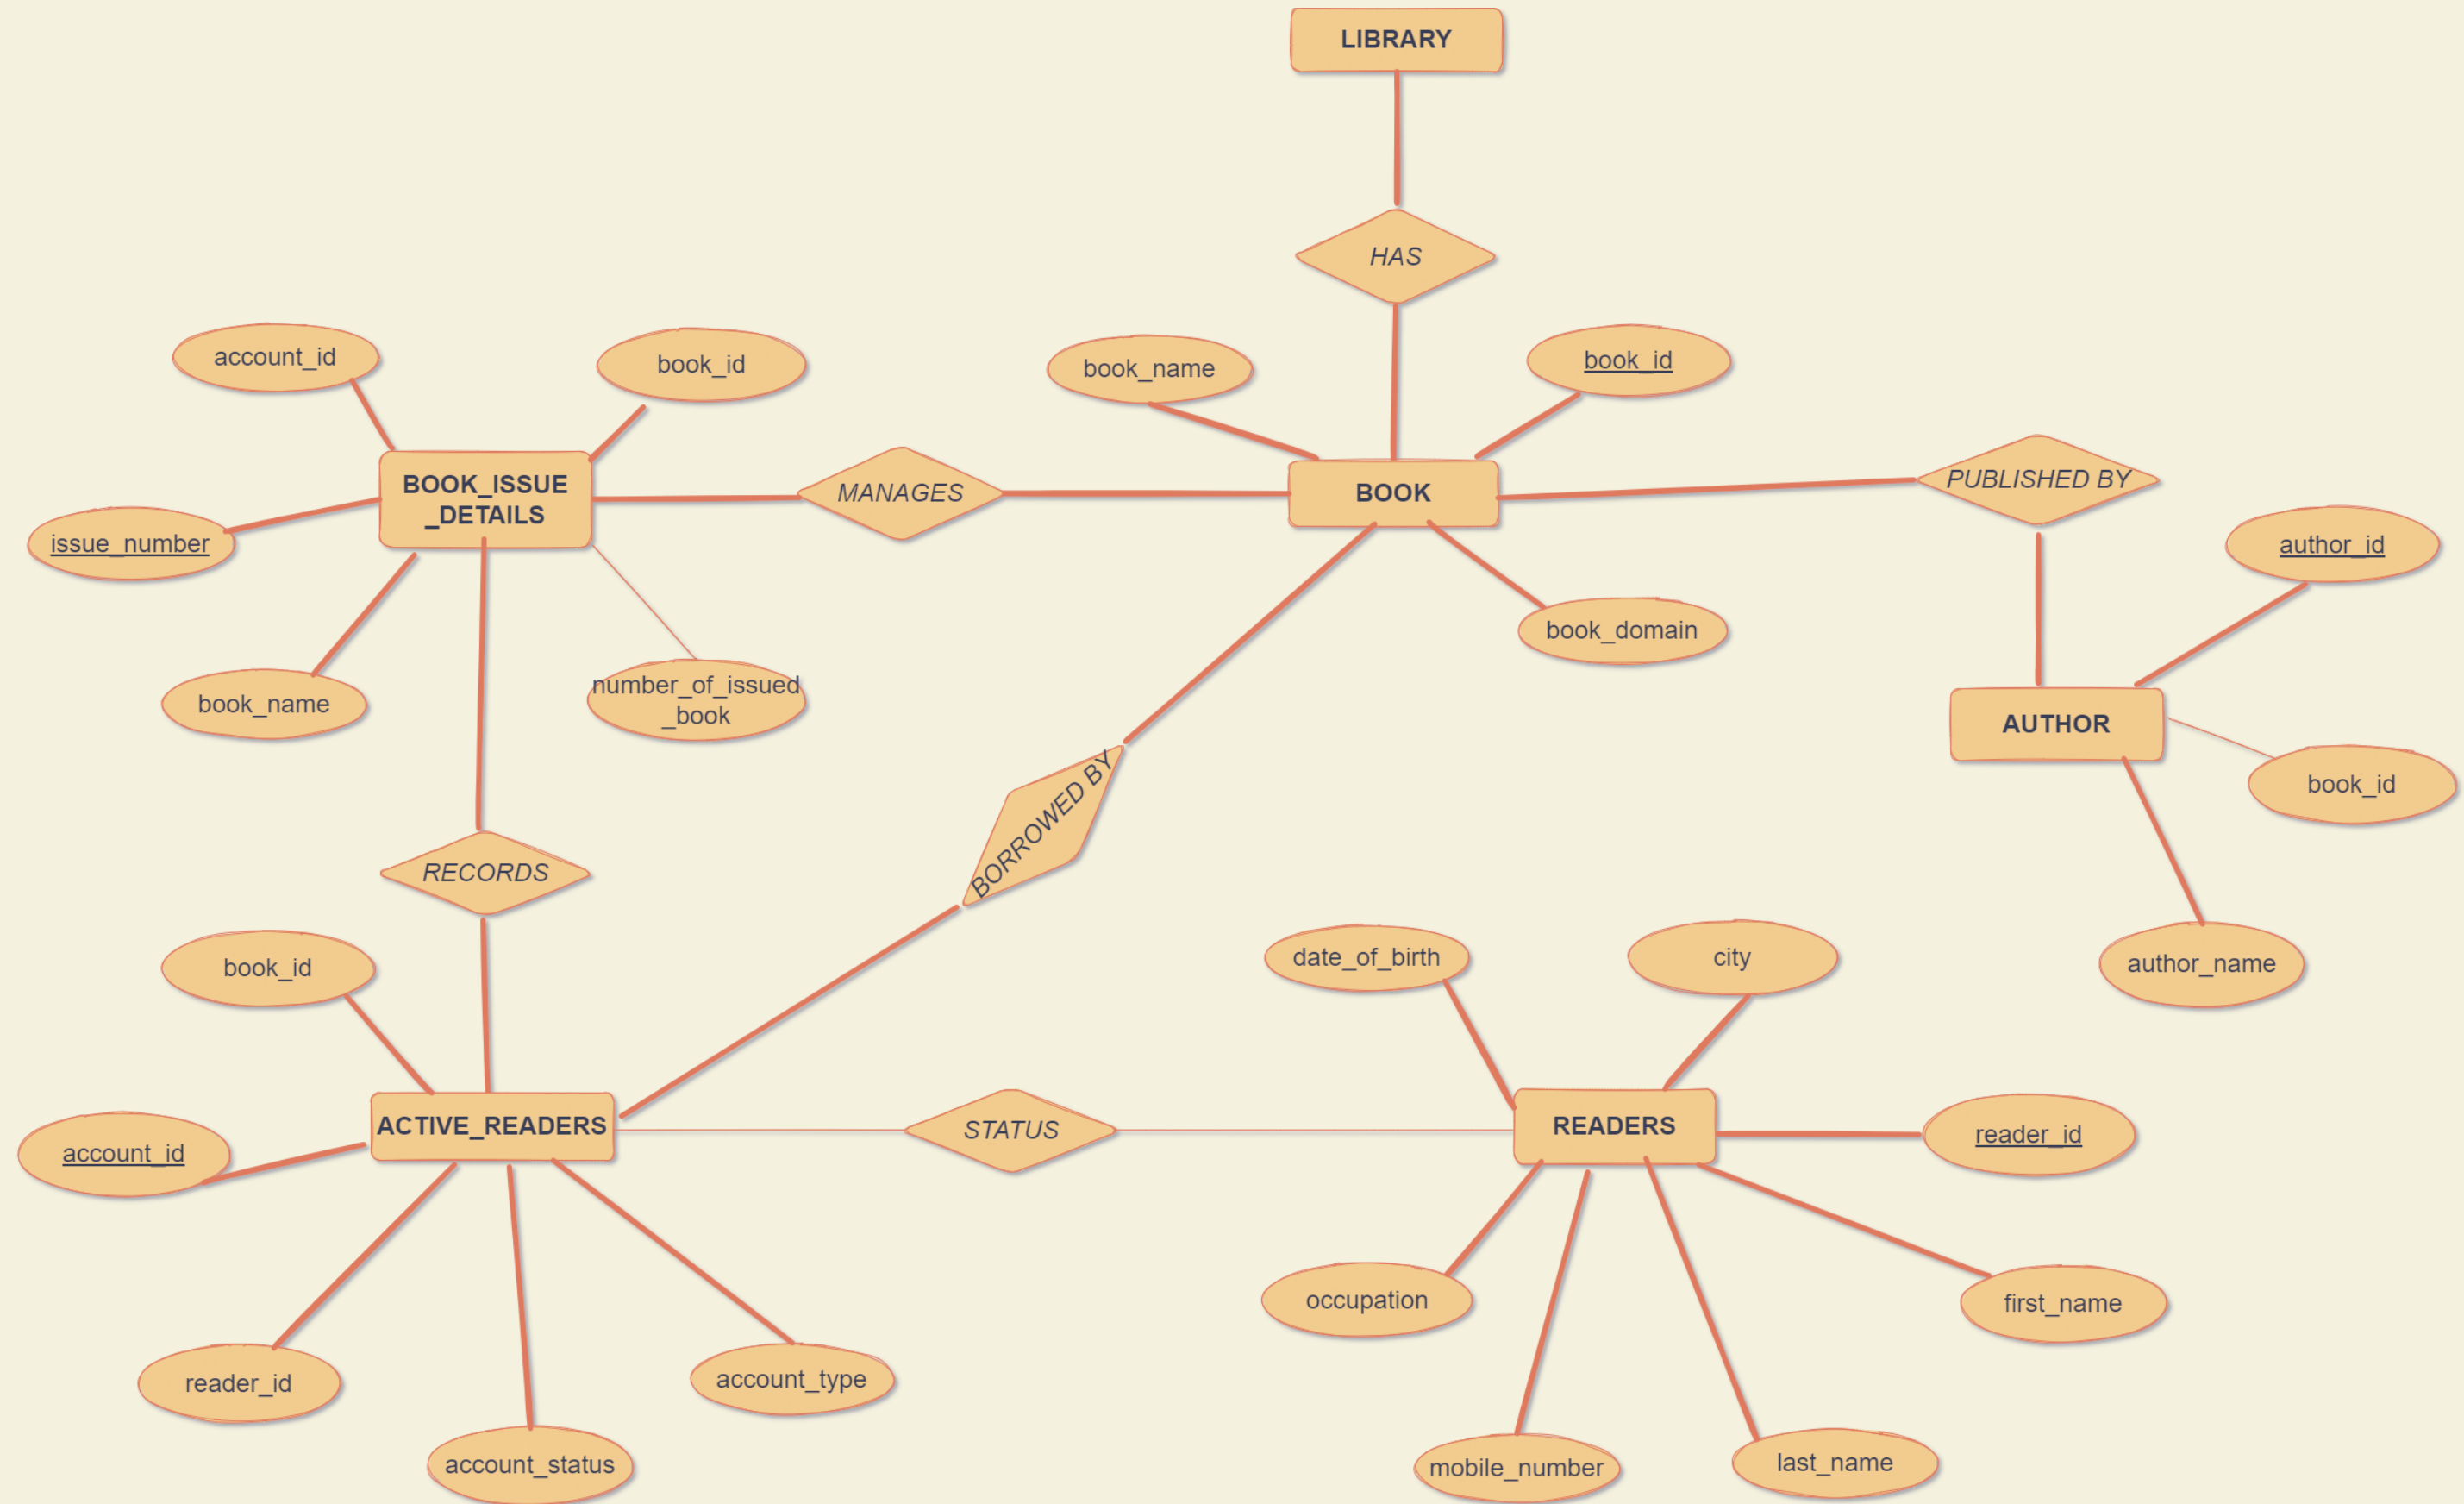 LIBRARY
HAS
account_id
book_id
book_name
book_id
BOOK_ISSUE
_DETAILS
MANAGES
BOOK
PUBLISHED BY
issue_number
author_id
book_domain
book_name
number_of_issued
_book
AUTHOR
book_id
BORROWED BY
RECORDS
book_id
date_of_birth
city
author_name
account_id
ACTIVE_READERS
STATUS
READERS
reader_id
occupation
first_name
reader_id
account_type
account_status
mobile_number
last_name